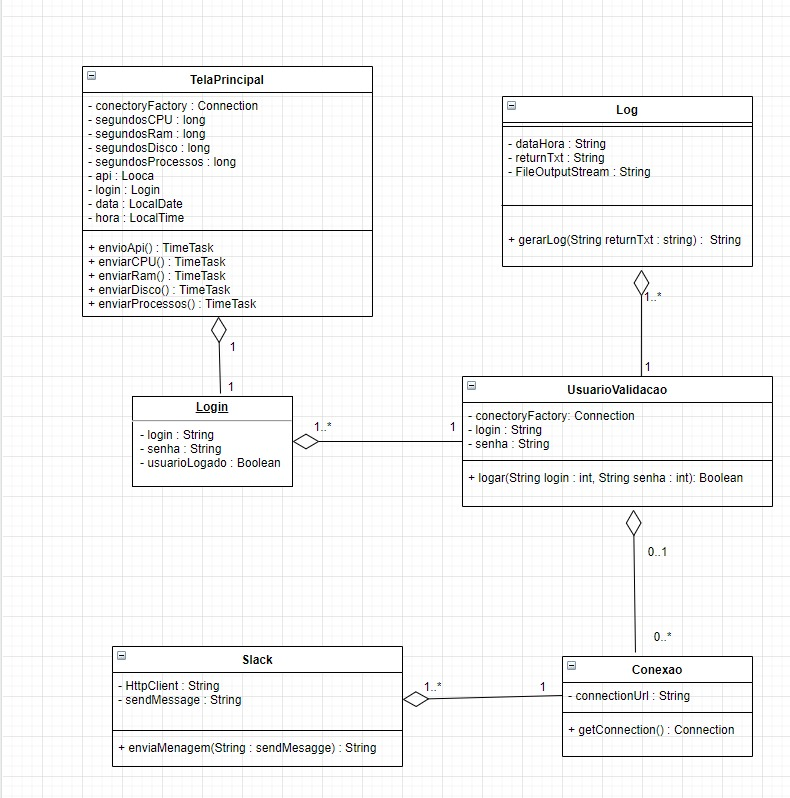 TelaPrincipal
- conectoryFactory : Connection
- segundosCPU : long
- segundosRam : long
- segundosDisco : long
- segundosProcessos : long
- api : Looca
- login : Login
- data : LocalDate
- hora : LocalTime
+ envioApi() : TimeTask
+ enviarCPU() : TimeTask
+ enviarRam() : TimeTask
+ enviarDisco() : TimeTask
+ enviarProcessos() : TimeTask
Log
- dataHora : String
- returnTxt : String
- FileOutputStream : String
+ gerarLog(String returnTxt : string) : String
1
1
1..*
1
Login
- login : String
- senha : String
- usuarioLogado : Boolean
1..*
1
UsuarioValidacao
- conectoryFactory: Connection
- login : String
- senha : String
+ logar(String login : int, String senha : int): Boolean
0..1
0..*
Slack
- HttpClient : String
- sendMessage : String
+ enviaMenagem(String : sendMesagge) : String
1..*
1
Conexao
- connectionUrl : String
+ getConnection() : Connection